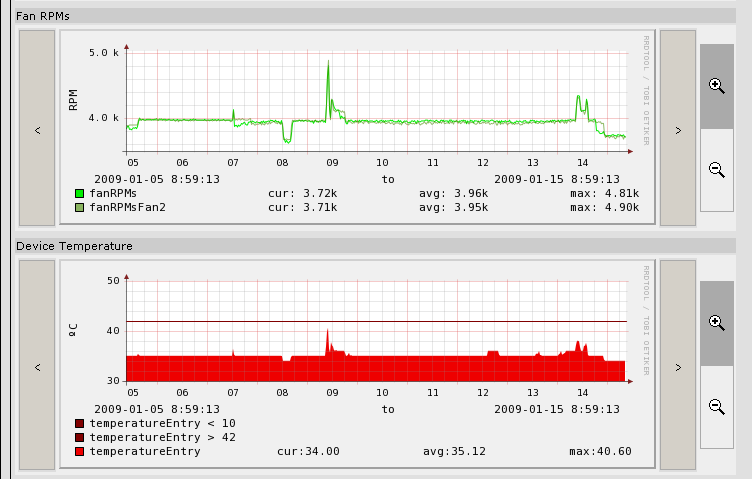 Fan RPMs
RRDTOOL / TOBI OETIKER
5.0 k
4.0 k
RPM
<
>
05 06 07 08 09 10 11 12 13 14
2009-01-05 8:59:13 to 2009-01-15 8:59:13
fanRPMs cur: 3.72k avg: 3.96k max: 4.81k
fanRPMsFan2 cur: 3.71k avg: 3.95k max: 4.90k
Device Temperature
RRDTOOL / TOBI OETIKER
50
40
30
ºC
<
>
05 06 07 08 09 10 11 12 13 14
2009-01-05 8:59:13 to 2009-01-15 8:59:13
temperatureEntry < 10
temperatureEntry > 42
temperatureEntry cur:34.00 avg:35.12 max:40.60